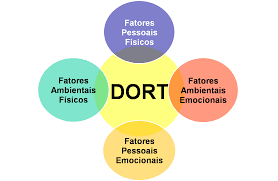 Fatores
Pessoais
Físicos
Fatores
Ambientais
Físicos
DORT
Fatores
Ambientais
Emocionais
Fatores
Pessoais
Emocionais